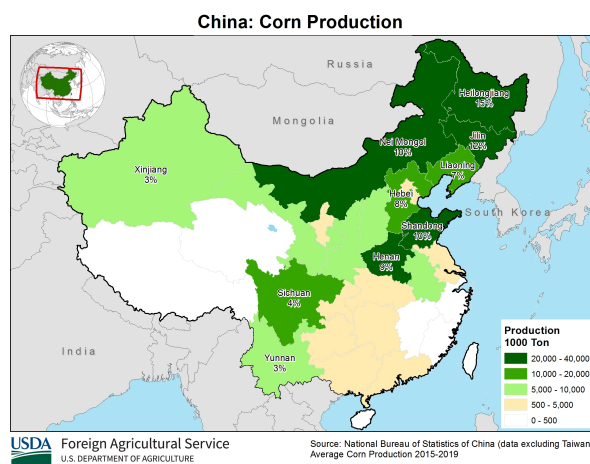 China: Corn Production
Russia
Heilongjiang
15%
Mongolia
Nei Mongol
10%
Jilin
12%
Liaoning
7%
Xinjiang
3%
Hebei
8%
South Korea
Shandong
10%
Henan
8%
Sichuan
4%
India
Yunnan
3%
Production
1000 Ton
20,000 - 40,000
10,000 - 20,000
5,000 - 10,000
500 - 5,000
0 - 500
USDA
Foreign Agricultural Service
U.S. DEPARTMENT OF AGRICULTURE
Source: National Bureau of Statistics of China (data excluding Taiwan
Average Corn Production 2015-2019